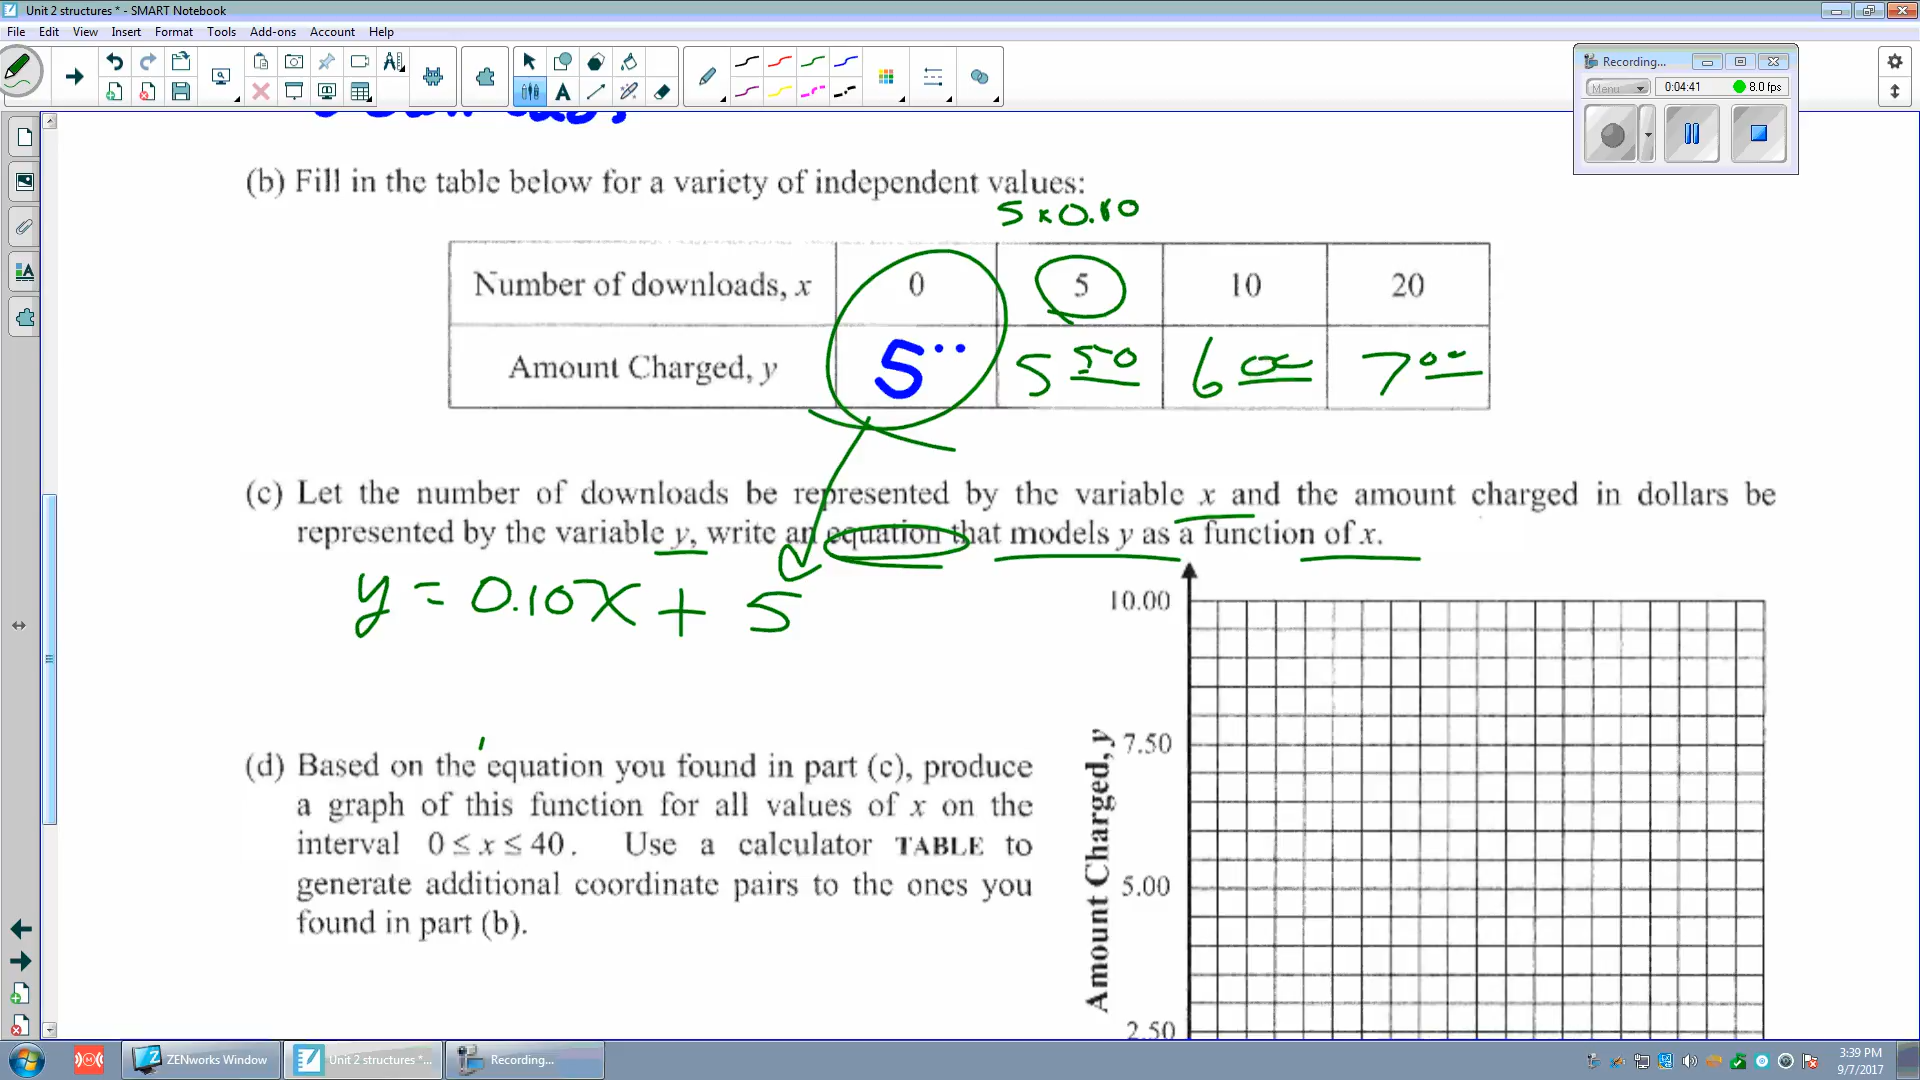 Unit 2 structures * - SMART Notebook
File Edit View Insert Format Tools Add-ons Account Help
Recording...
Menu 0:04:41 8.0 fps
(b) Fill in the table below for a variety of independent values:
5 x 0.10
Number of downloads, x 0 5 10 20
Amount Charged, y 5 5 50 6 00 7 00
(c) Let the number of downloads be represented by the variable x and the amount charged in dollars be
represented by the variable y, write an equation that models y as a function of x.
y = 0.10x + 5
10.00
(d) Based on the equation you found in part (c), produce
a graph of this function for all values of x on the
interval 0 ≤ x ≤ 40. Use a calculator TABLE to
generate additional coordinate pairs to the ones you
found in part (b).
Amount Charged, y
7.50
5.00
2.50
ZENworks Window
Unit 2 structures *...
Recording...
3:39 PM
9/7/2017